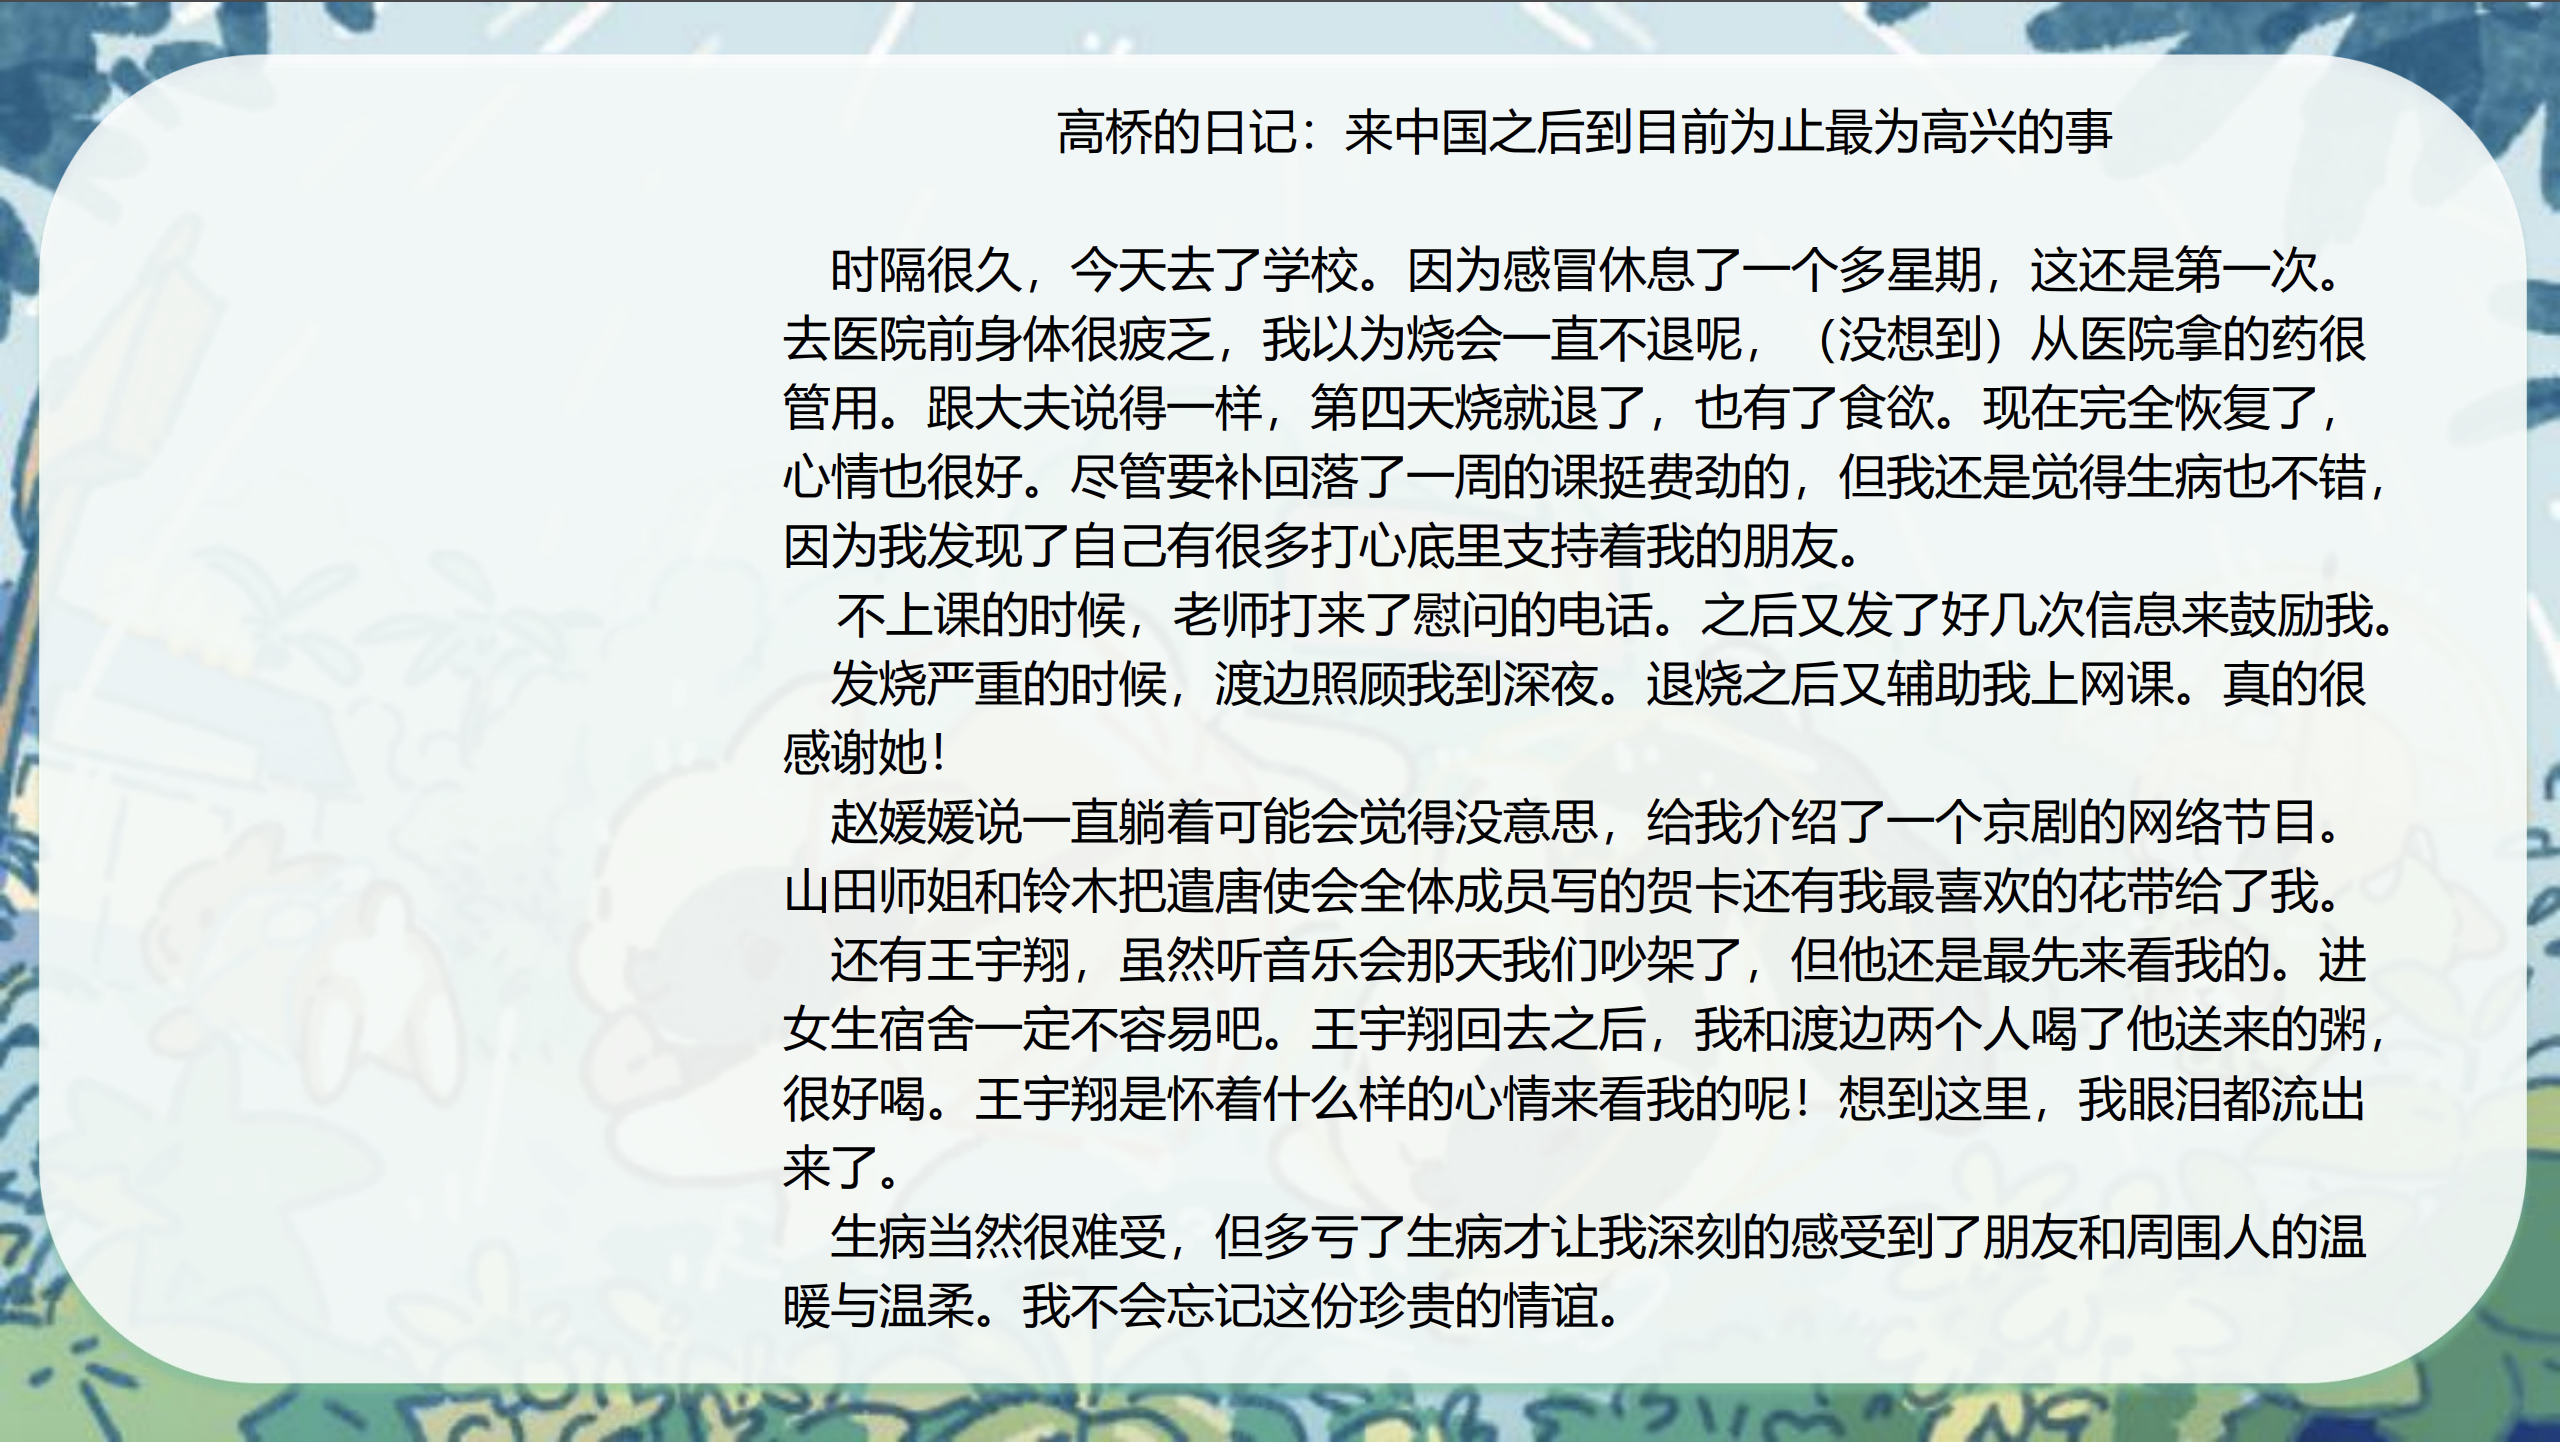 高桥的日记：来中国之后到目前为止最为高兴的事
时隔很久，今天去了学校。因为感冒休息了一个多星期，这还是第一次。
去医院前身体很疲乏，我以为烧会一直不退呢，（没想到）从医院拿的药很
管用。跟大夫说得一样，第四天烧就退了，也有了食欲。现在完全恢复了，
心情也很好。尽管要补回落了一周的课挺费劲的，但我还是觉得生病也不错，
因为我发现了自己有很多打心底里支持着我的朋友。
不上课的时候，老师打来了慰问的电话。之后又发了好几次信息来鼓励我。
发烧严重的时候，渡边照顾我到深夜。退烧之后又辅助我上网课。真的很
感谢她！
赵媛媛说一直躺着可能会觉得没意思，给我介绍了一个京剧的网络节目。
山田师姐和铃木把遣唐使会全体成员写的贺卡还有我最喜欢的花带给了我。
还有王宇翔，虽然听音乐会那天我们吵架了，但他还是最先来看我的。进
女生宿舍一定不容易吧。王宇翔回去之后，我和渡边两个人喝了他送来的粥，
很好喝。王宇翔是怀着什么样的心情来看我的呢！想到这里，我眼泪都流出
来了。
生病当然很难受，但多亏了生病才让我深刻的感受到了朋友和周围人的温
暖与温柔。我不会忘记这份珍贵的情谊。